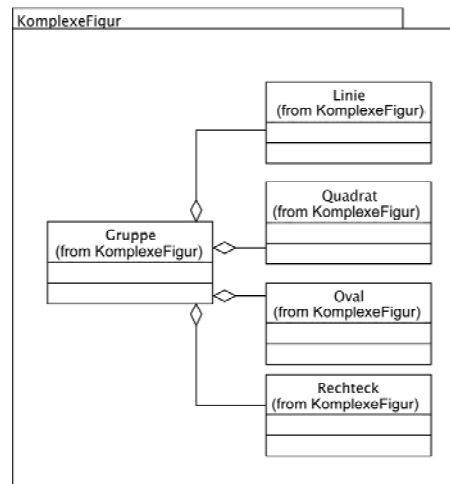 KomplexeFigur
Linie
(from KomplexeFigur)
Quadrat
(from KomplexeFigur)
Gruppe
(from KomplexeFigur)
Oval
(from KomplexeFigur)
Rechteck
(from KomplexeFigur)